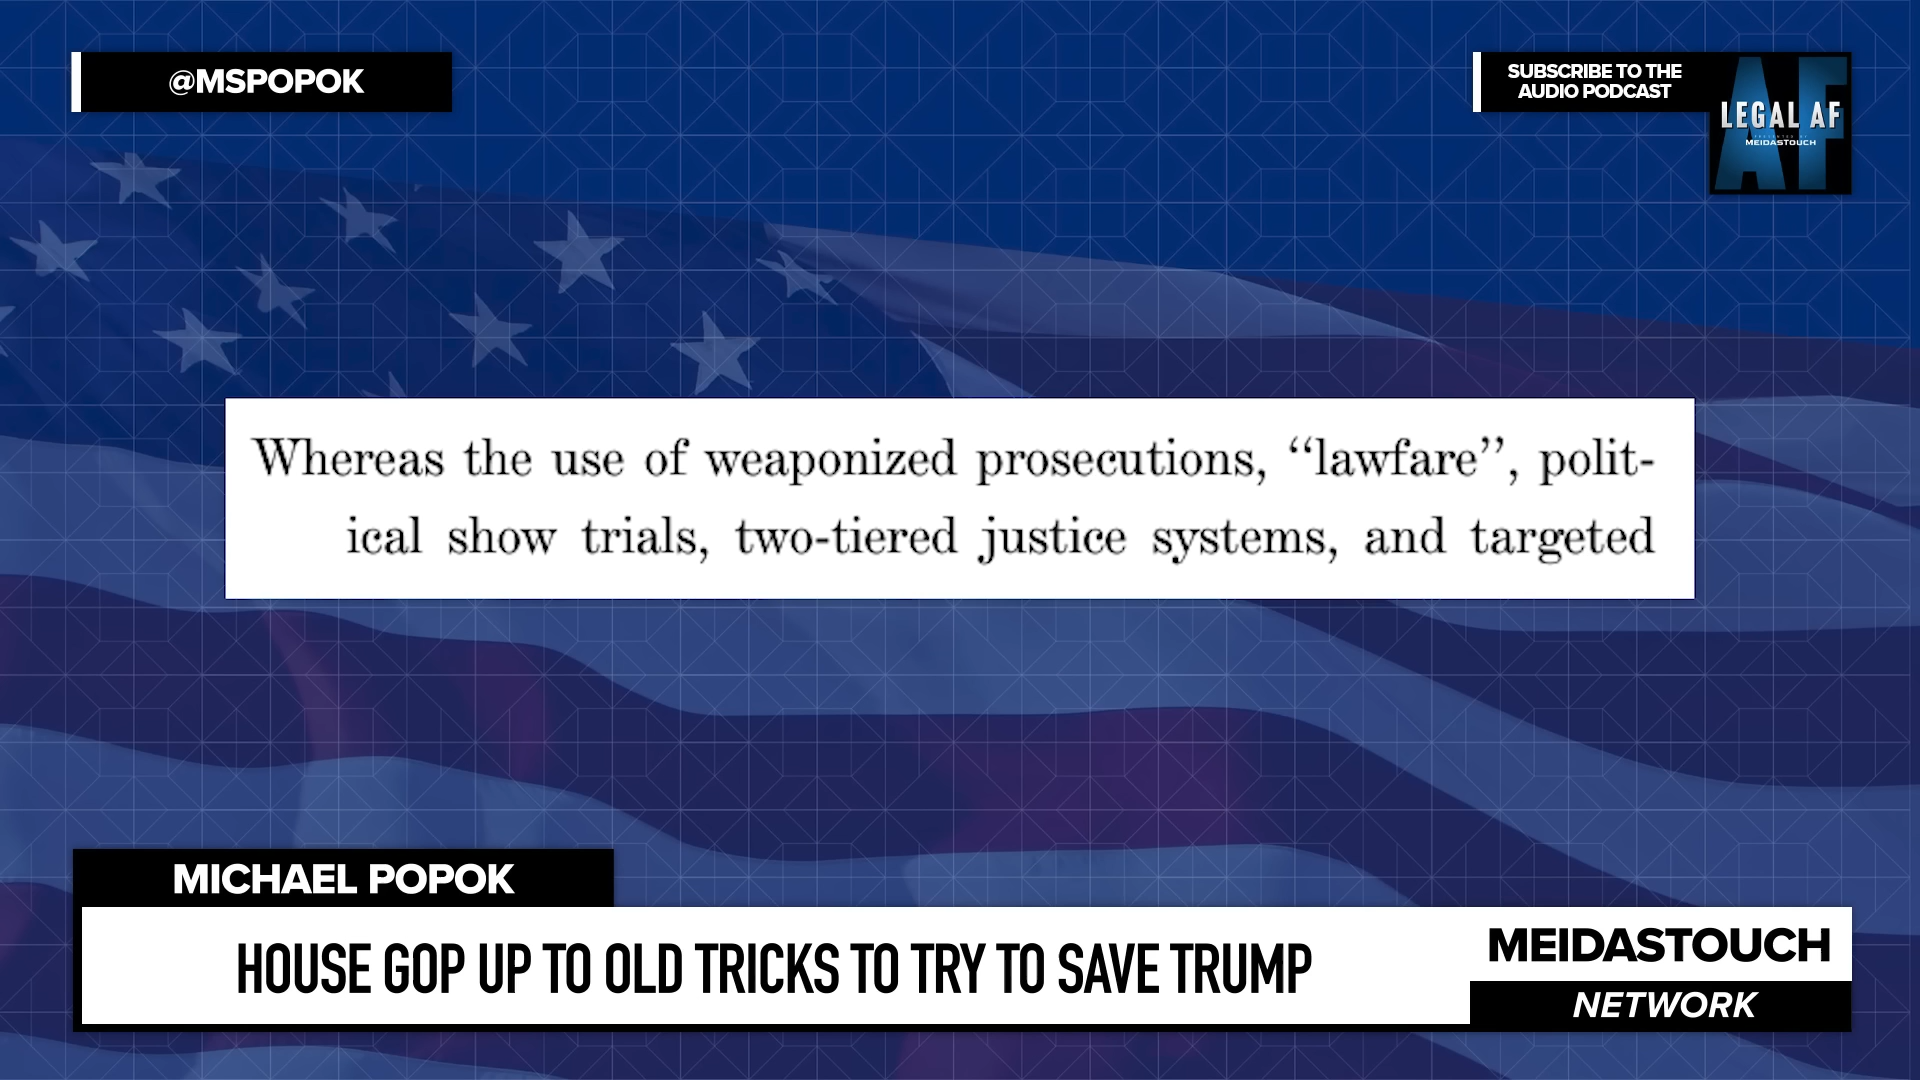 @MSPOPOK
SUBSCRIBE TO THE
AUDIO PODCAST
LEGAL AF
MEIDASTOUCH
Whereas the use of weaponized prosecutions, “lawfare”, polit-
ical show trials, two-tiered justice systems, and targeted
MICHAEL POPOK
HOUSE GOP UP TO OLD TRICKS TO TRY TO SAVE TRUMP
MEIDASTOUCH
NETWORK